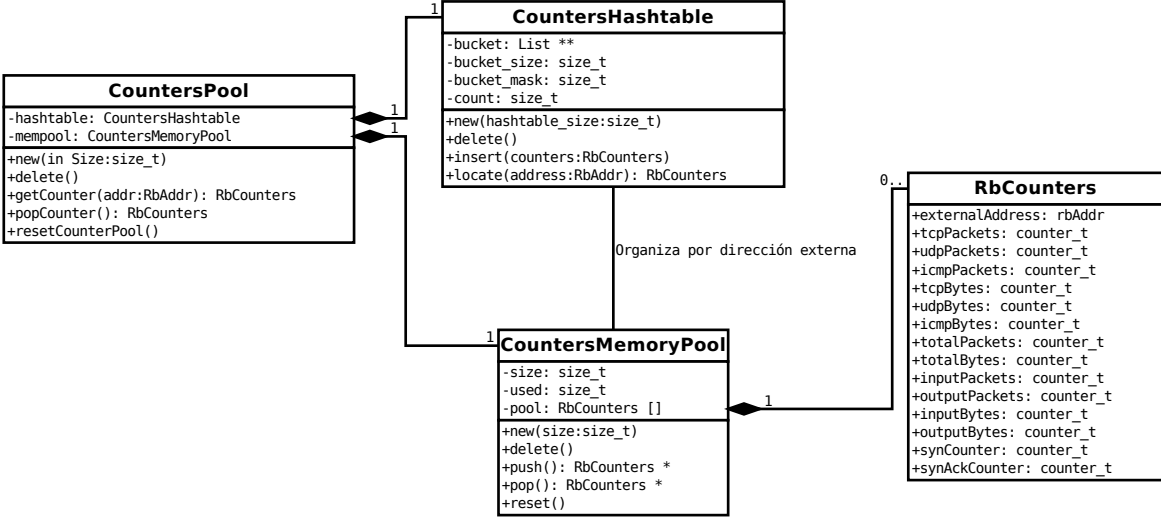 CountersPool
-hashtable: CountersHashtable
-mempool: CountersMemoryPool
+new(in Size:size_t)
+delete()
+getCounter(addr:RbAddr): RbCounters
+popCounter(): RbCounters
+resetCounterPool()
1
1
1
1
CountersHashtable
-bucket: List **
-bucket_size: size_t
-bucket_mask: size_t
-count: size_t
+new(hashtable_size:size_t)
+delete()
+insert(counters:RbCounters)
+locate(address:RbAddr): RbCounters
Organiza por dirección externa
CountersMemoryPool
-size: size_t
-used: size_t
-pool: RbCounters []
+new(size:size_t)
+delete()
+push(): RbCounters *
+pop(): RbCounters *
+reset()
1
0..
RbCounters
+externalAddress: rbAddr
+tcpPackets: counter_t
+udpPackets: counter_t
+icmpPackets: counter_t
+tcpBytes: counter_t
+udpBytes: counter_t
+icmpBytes: counter_t
+totalPackets: counter_t
+totalBytes: counter_t
+inputPackets: counter_t
+outputPackets: counter_t
+inputBytes: counter_t
+outputBytes: counter_t
+synCounter: counter_t
+synAckCounter: counter_t